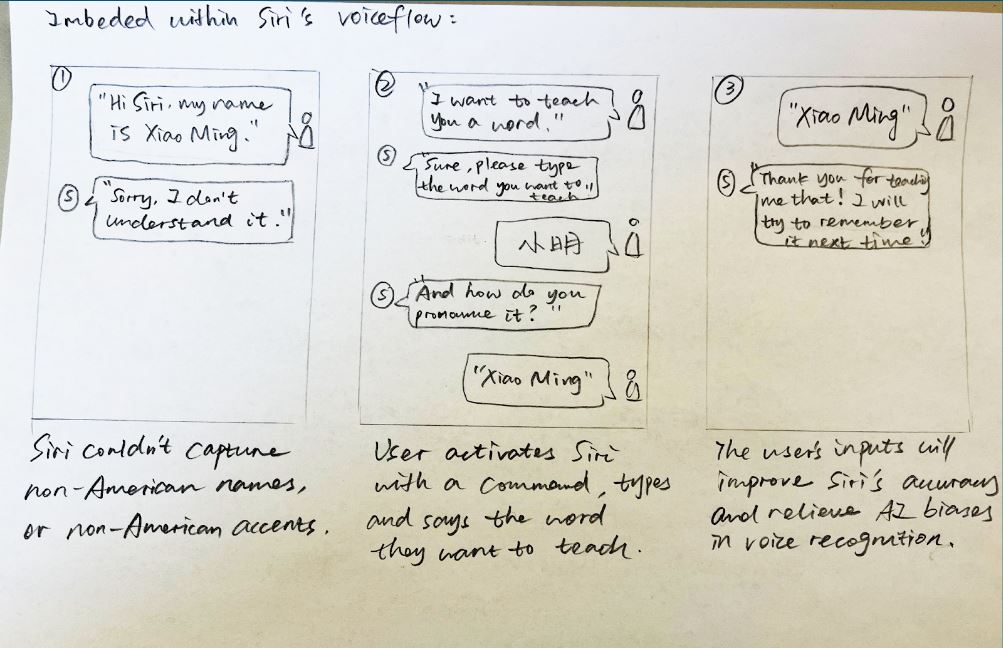 Imbeded within Siri's voiceflow:
①
"Hi Siri, my name
is Xiao Ming."
Ⓢ
"Sorry, I don't
understand it."
Siri couldn't capture
non-American names,
or non-American accents.
②
"I want to teach
you a word."
Ⓢ
"Sure, please type
the word you want to
teach"
小明
Ⓢ
"And how do you
pronounce it?"
"Xiao Ming"
User activates Siri
with a command, types
and says the word
they want to teach.
③
"Xiao Ming"
Ⓢ
"Thank you for teaching
me that! I will
try to remember
it next time!"
The user's inputs will
improve Siri's accuracy
and relieve AI biases
in voice recognition.